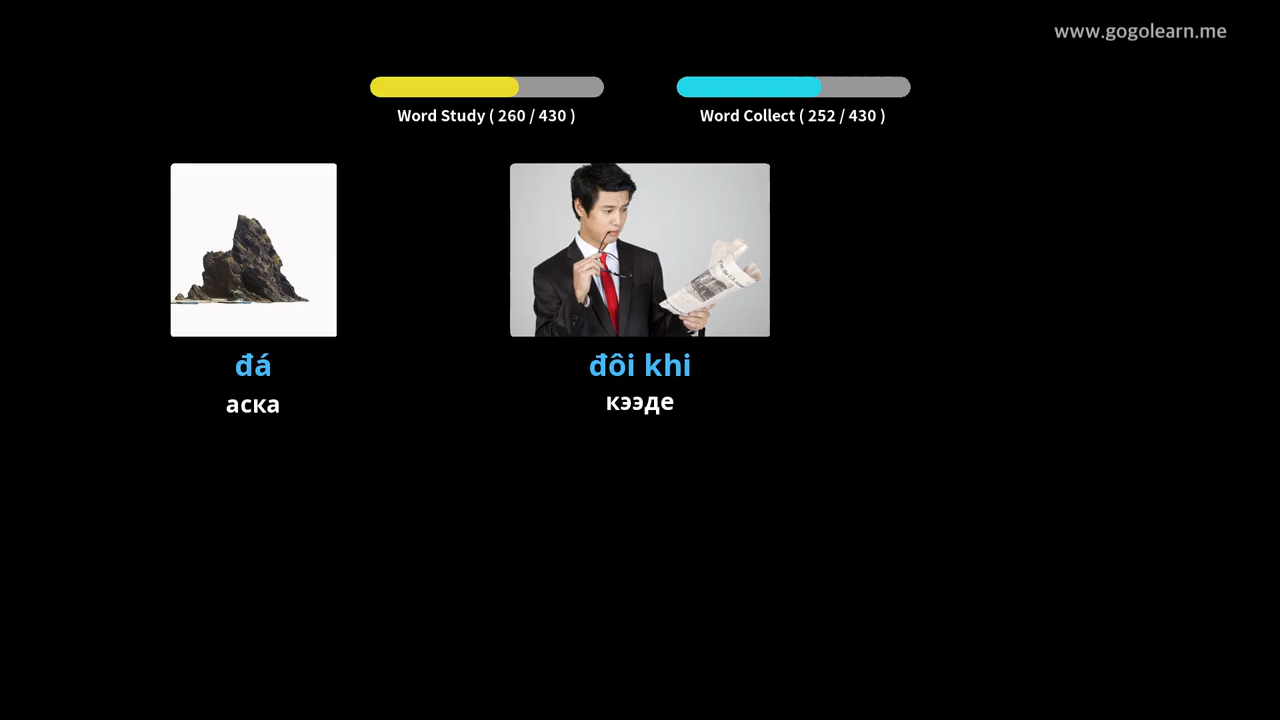 www.gogolearn.me
Word Study ( 260 / 430 )
Word Collect ( 252 / 430 )
đá
аска
đôi khi
кээде